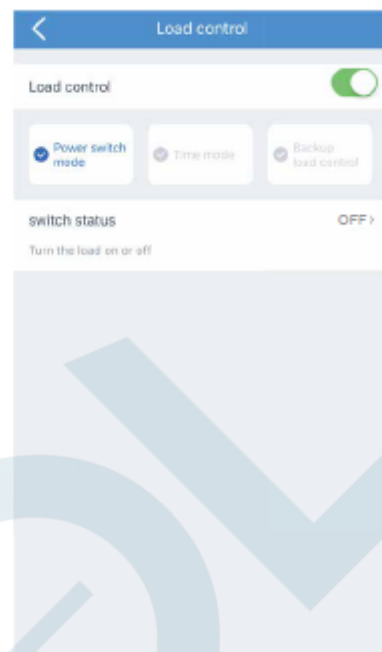 Load control
Load control
Power switch
mode
Time mode
Backup
load control
switch status
OFF
Turn the load on or off